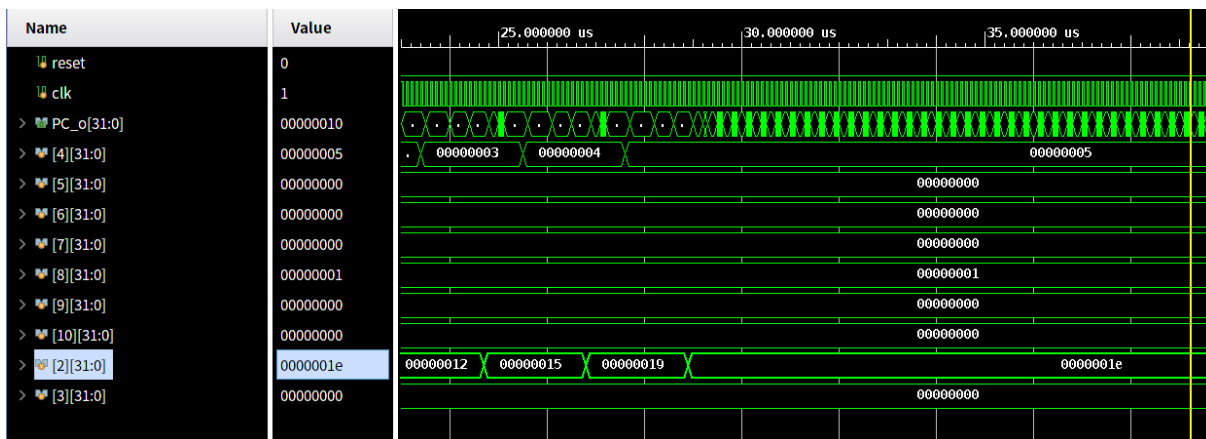 Name Value
25.000000 us 30.000000 us 35.000000 us
reset 0
clk 1
PC_o[31:0] 00000010
[4][31:0] 00000005 00000003 00000004 00000005
[5][31:0] 00000000 00000000
[6][31:0] 00000000 00000000
[7][31:0] 00000000 00000000
[8][31:0] 00000001 00000001
[9][31:0] 00000000 00000000
[10][31:0] 00000000 00000000
[2][31:0] 0000001e 00000012 00000015 00000019 0000001e
[3][31:0] 00000000 00000000